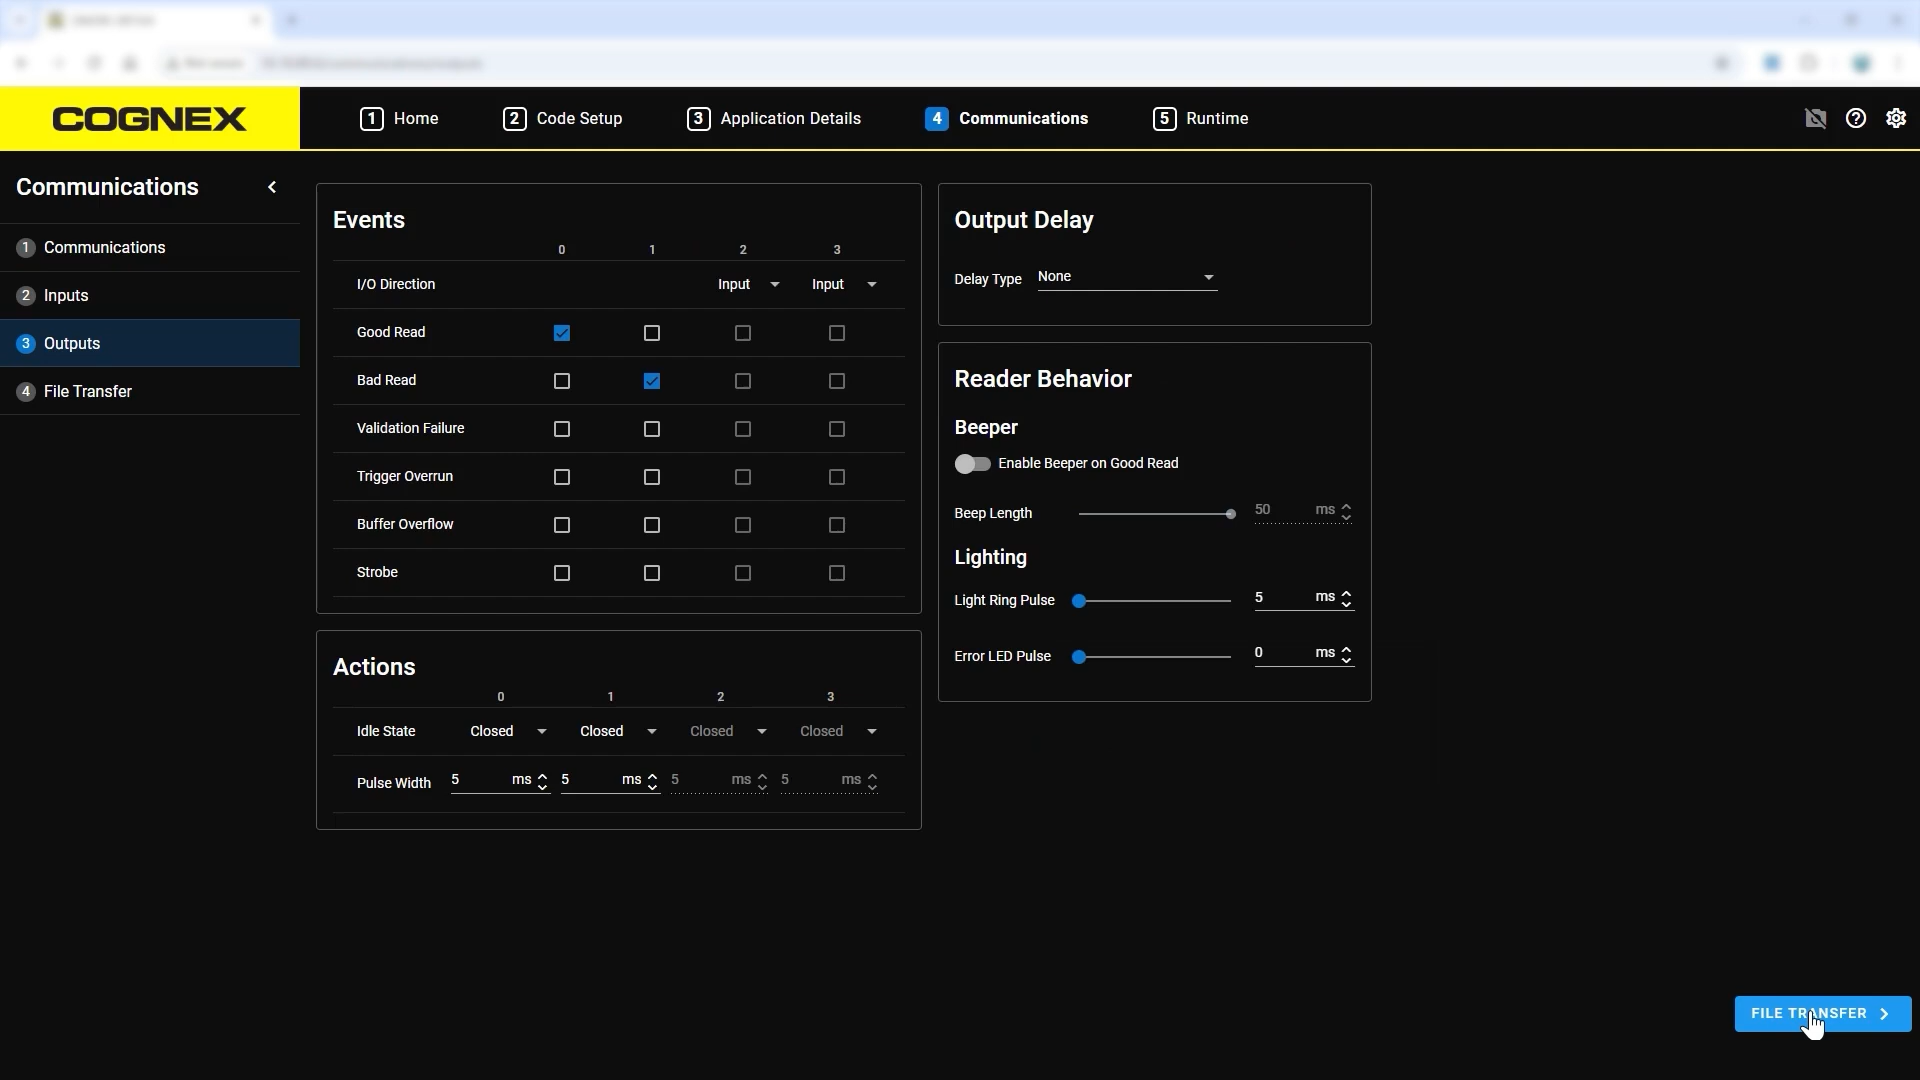 COGNEX
1 Home
2 Code Setup
3 Application Details
4 Communications
5 Runtime
Communications
1 Communications
2 Inputs
3 Outputs
4 File Transfer
Events
0 1 2 3
I/O Direction Input Input
Good Read
Bad Read
Validation Failure
Trigger Overrun
Buffer Overflow
Strobe
Actions
0 1 2 3
Idle State Closed Closed Closed Closed
Pulse Width 5 ms 5 ms 5 ms 5 ms
Output Delay
Delay Type None
Reader Behavior
Beeper
Enable Beeper on Good Read
Beep Length 50 ms
Lighting
Light Ring Pulse 5 ms
Error LED Pulse 0 ms
FILE TRANSFER